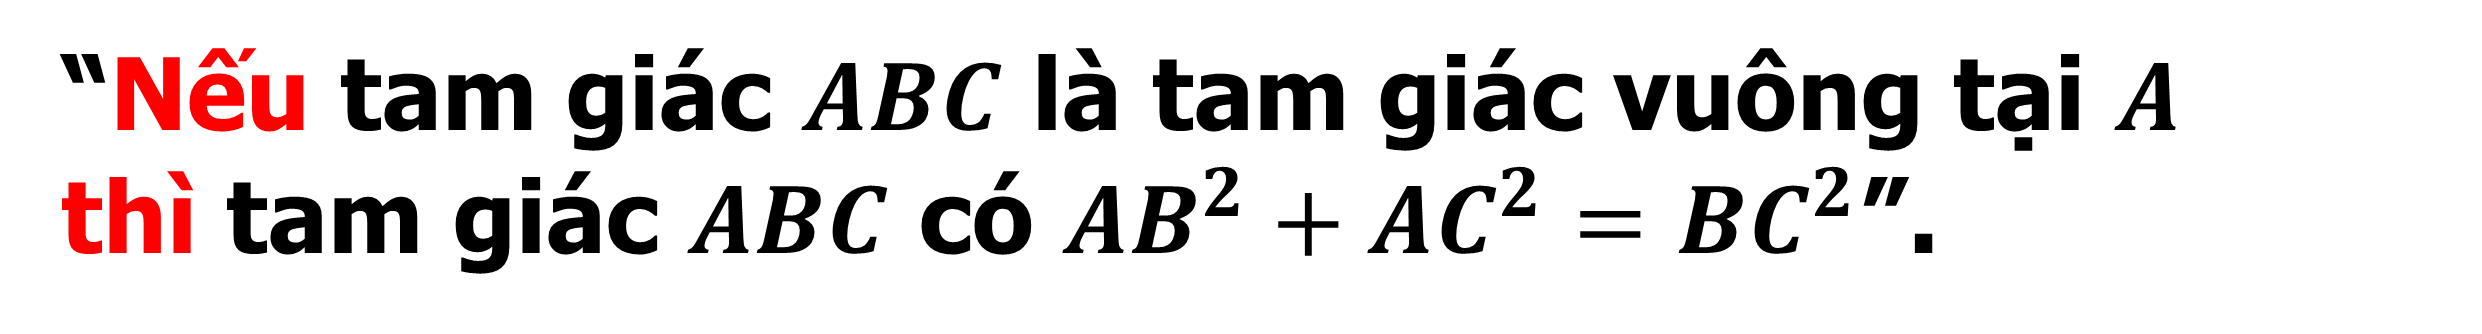 “Nếu tam giác ABC là tam giác vuông tại A
thì tam giác ABC có AB² + AC² = BC²”.